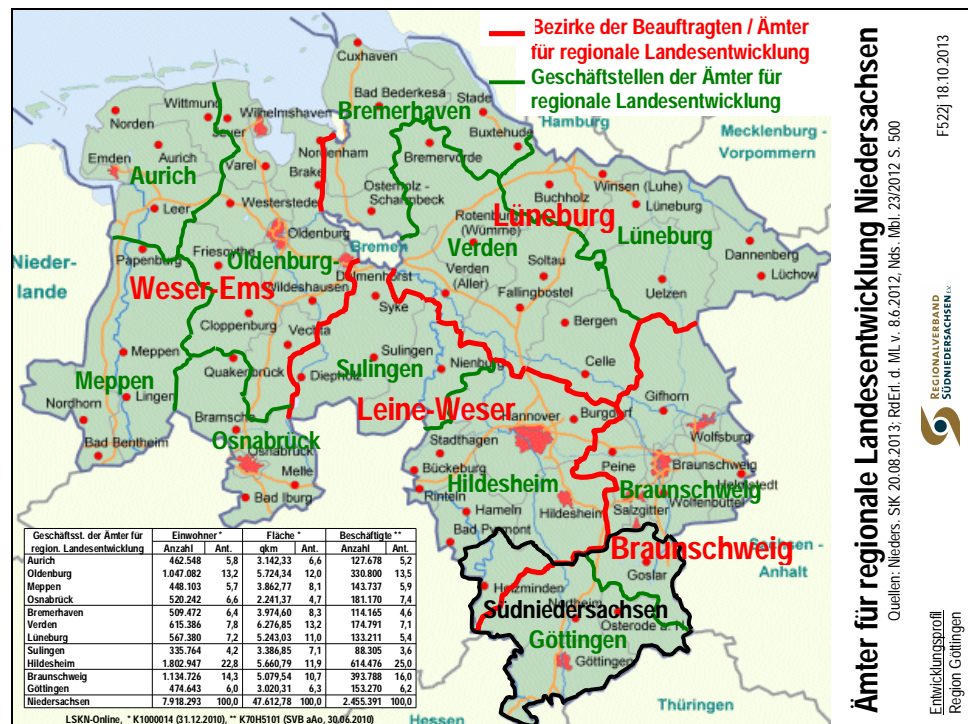 Bezirke der Beauftragten / Ämter
für regionale Landesentwicklung
Geschäftstellen der Ämter für
regionale Landesentwicklung
Cuxhaven
Bad Bederkesa
Bremerhaven
Stade
Hamburg
Buxtehude
Mecklenburg -
Vorpommern
Wittmund
Wilhelmshaven
Norden
Jever
Nordenham
Bremervörde
Emden
Aurich
Aurich
Varel
Brake
Osterholz -
Scharmbeck
Buchholz
Winsen (Luhe)
Lüneburg
Leer
Westerstede
Rotenburg
(Wümme)
Lüneburg
Lüneburg
Oldenburg
Bremen
Verden
Dannenberg
Nieder-
lande
Papenburg
Friesoythe
Oldenburg-
Delmenhorst
Verden
(Aller)
Soltau
Lüchow
Weser-Ems
Wildeshausen
Syke
Fallingbostel
Uelzen
Cloppenburg
Vechta
Bergen
Meppen
Meppen
Quakenbrück
Diepholz
Sulingen
Sulingen
Nienburg
Celle
Lingen
Nordhorn
Bramsche
Leine-Weser
Hannover
Burgdorf
Gifhorn
Bad Bentheim
Osnabrück
Osnabrück
Stadthagen
Wolfsburg
Melle
Bückeburg
Peine
Braunschweig
Bad Iburg
Rinteln
Hildesheim
Braunschweig
Helmstedt
Wolfenbüttel
Hameln
Hildesheim
Salzgitter
Bad Pyrmont
Braunschweig
Sachsen -
Anhalt
Goslar
Holzminden
Südniedersachsen
Northeim
Osterode a. H.
Göttingen
Göttingen
Hessen
Thüringen
Geschäftsst. der Ämter für Einwohner * Fläche * Beschäftigte **
region. Landesentwicklung Anzahl Ant. qkm Ant. Anzahl Ant.
Aurich 462.548 5,8 3.142,33 6,6 127.678 5,2
Oldenburg 1.047.082 13,2 5.724,34 12,0 330.800 13,5
Meppen 448.103 5,7 3.862,77 8,1 143.737 5,9
Osnabrück 520.242 6,6 2.241,37 4,7 181.170 7,4
Bremerhaven 509.472 6,4 3.974,60 8,3 114.165 4,6
Verden 615.386 7,8 6.276,85 13,2 174.791 7,1
Lüneburg 567.380 7,2 5.243,03 11,0 133.211 5,4
Sulingen 335.764 4,2 3.386,85 7,1 88.305 3,6
Hildesheim 1.802.947 22,8 5.660,79 11,9 614.476 25,0
Braunschweig 1.134.726 14,3 5.079,54 10,7 393.788 16,0
Göttingen 474.643 6,0 3.020,31 6,3 153.270 6,2
Niedersachsen 7.918.293 100,0 47.612,78 100,0 2.455.391 100,0
LSKN-Online, * K1000014 (31.12.2010), ** K70H5101 (SVB aAo, 30.06.2010)
Ämter für regionale Landesentwicklung Niedersachsen
Quellen: Nieders. StK 20.08.2013; RdErl. d. ML v. 8.6.2012, Nds. Mbl. 23/2012 S. 500
F522j 18.10.2013
REGIONALVERBAND
SÜDNIEDERSACHSEN E.V.
Entwicklungsprofil
Region Göttingen